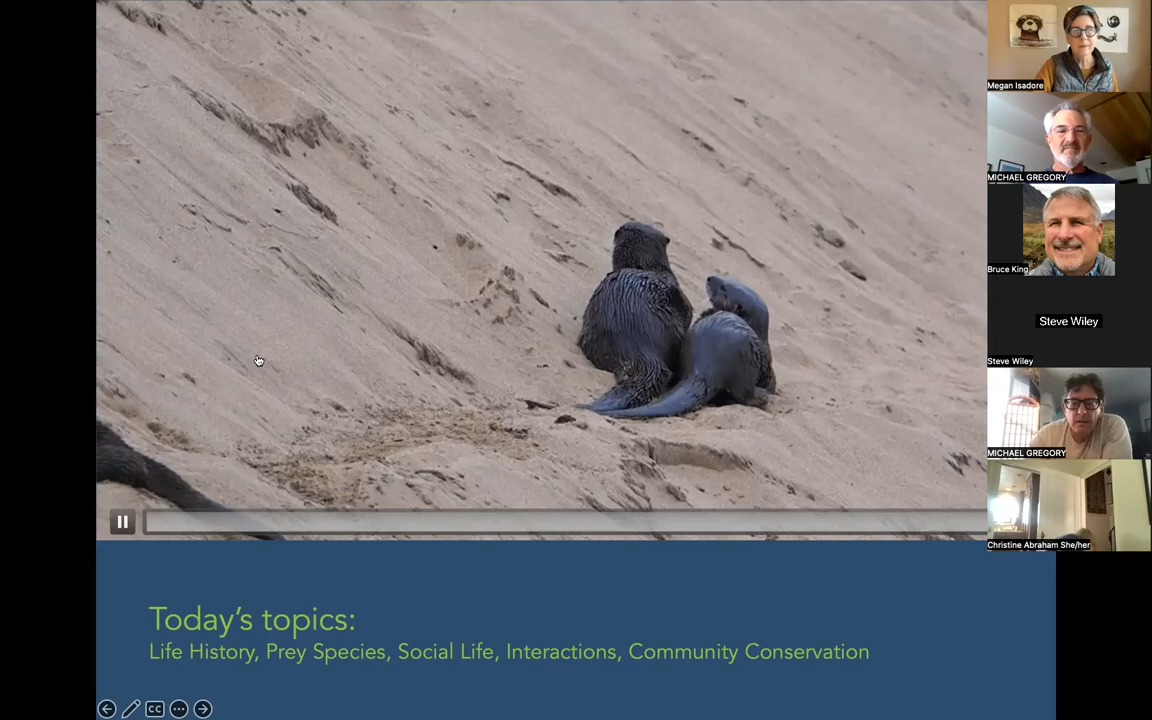 Megan Isadore
MICHAEL GREGORY
Bruce King
Steve Wiley
Steve Wiley
MICHAEL GREGORY
Christine Abraham She/her
Today's topics:
Life History, Prey Species, Social Life, Interactions, Community Conservation
CC